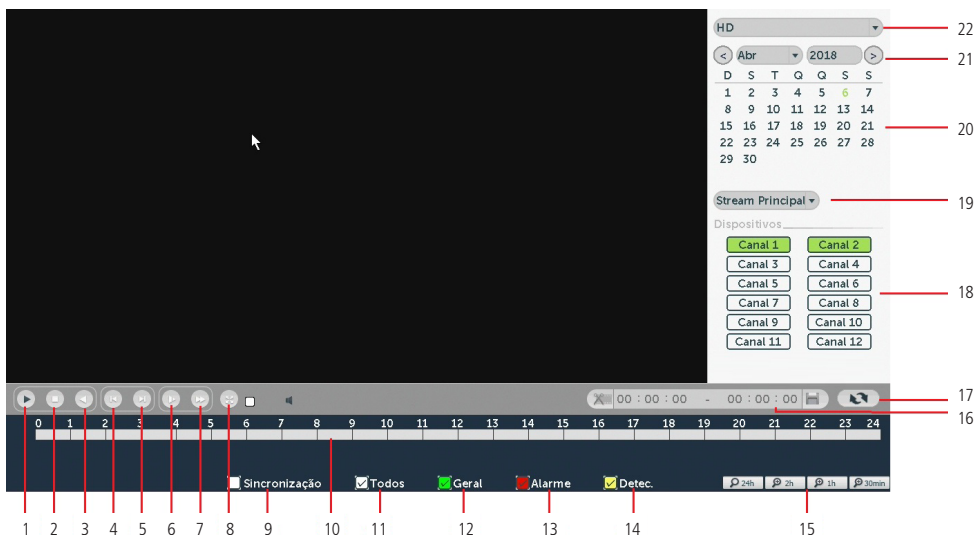 HD
22
< Abr 2018 >
21
D S T Q Q S S
1 2 3 4 5 6 7
8 9 10 11 12 13 14
15 16 17 18 19 20 21
20
22 23 24 25 26 27 28
29 30
Stream Principal
19
Dispositivos
Canal 1 Canal 2
Canal 3 Canal 4
Canal 5 Canal 6
18
Canal 7 Canal 8
Canal 9 Canal 10
Canal 11 Canal 12
00 : 00 : 00 - 00 : 00 : 00
17
16
0 1 2 3 4 5 6 7 8 9 10 11 12 13 14 15 16 17 18 19 20 21 22 23 24
Sincronização Todos Geral Alarme Detec. 24h 2h 1h 30min
1 2 3 4 5 6 7 8 9 10 11 12 13 14 15